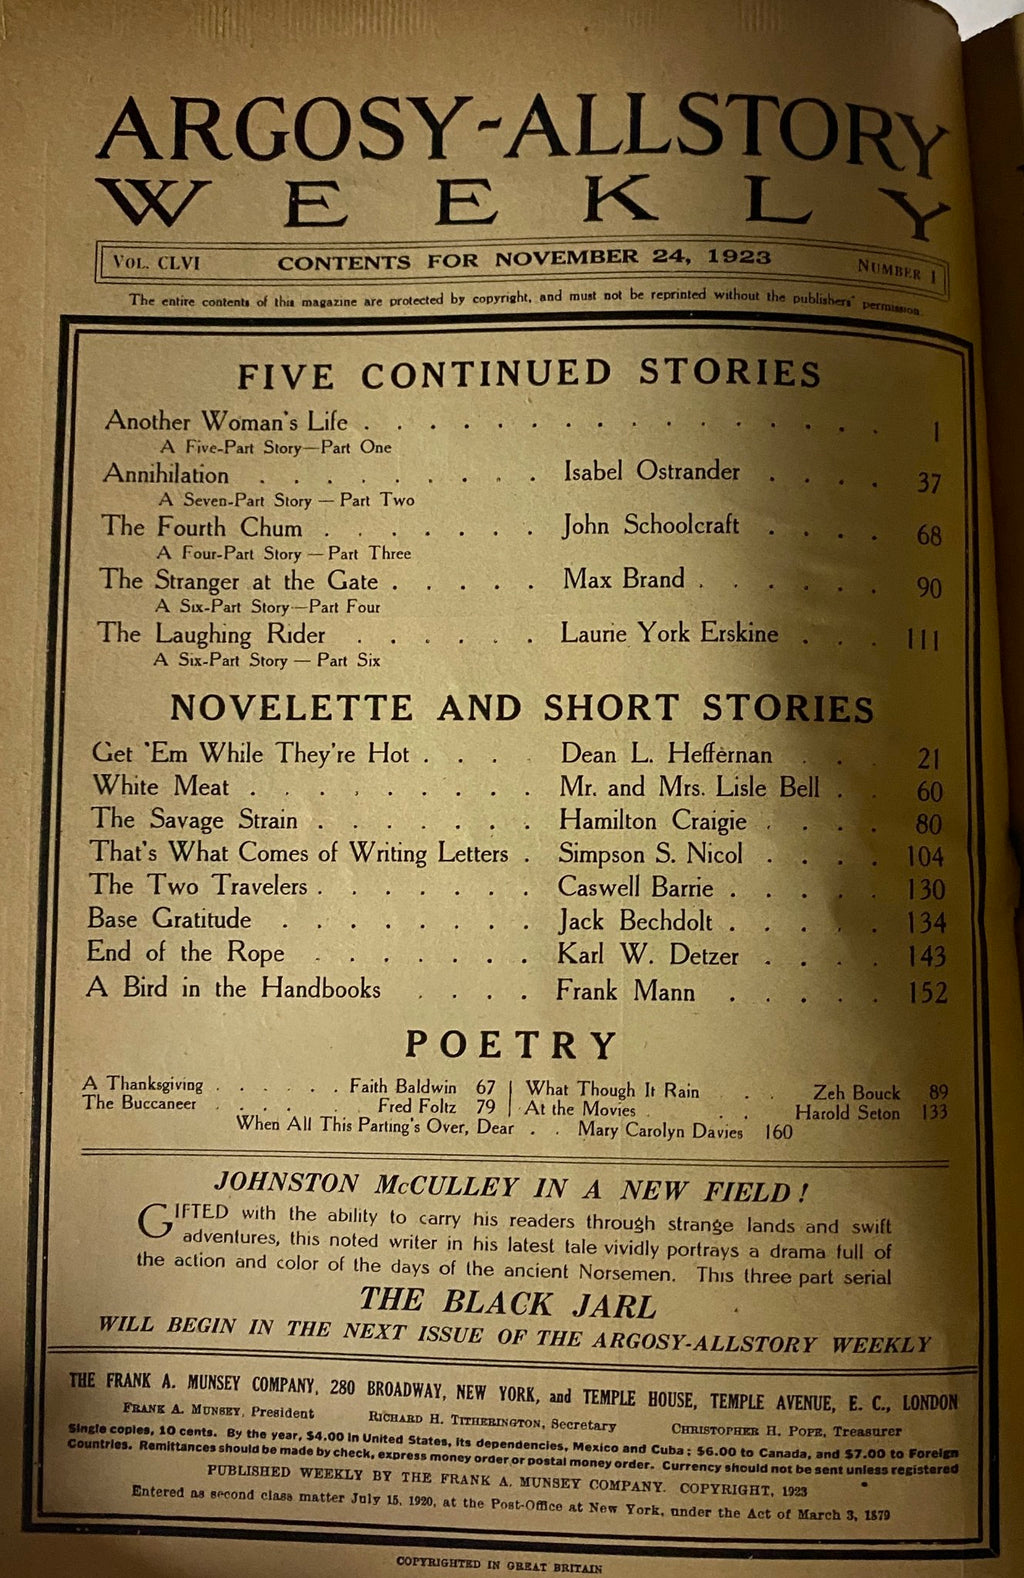 ARGOSY-ALLSTORY
WEEKLY
VOL. CLVI CONTENTS FOR NOVEMBER 24, 1923 NUMBER 1
The entire contents of this magazine are protected by copyright, and must not be reprinted without the publishers' permission.
FIVE CONTINUED STORIES
Another Woman's Life . . . . . . . . . . . . . . . . 1
A Five-Part Story—Part One
Annihilation . . . . . . . . . Isabel Ostrander . . . . 37
A Seven-Part Story — Part Two
The Fourth Chum . . . . . . . John Schoolcraft . . . . 68
A Four-Part Story — Part Three
The Stranger at the Gate . . . . . Max Brand . . . . . . 90
A Six-Part Story—Part Four
The Laughing Rider . . . . . . Laurie York Erskine . . . 111
A Six-Part Story — Part Six
NOVELETTE AND SHORT STORIES
Get 'Em While They're Hot . . . . Dean L. Heffernan . . 21
White Meat . . . . . . . . . Mr. and Mrs. Lisle Bell . . 60
The Savage Strain . . . . . . . Hamilton Craigie . . . . 80
That's What Comes of Writing Letters . Simpson S. Nicol . . . . 104
The Two Travelers . . . . . . . Caswell Barrie . . . . . 130
Base Gratitude . . . . . . . . Jack Bechdolt . . . . . 134
End of the Rope . . . . . . . Karl W. Detzer . . . . 143
A Bird in the Handbooks . . . . Frank Mann . . . . . 152
POETRY
A Thanksgiving . . . . . . Faith Baldwin 67 | What Though It Rain . . Zeh Bouck 89
The Buccaneer . . . . . Fred Foltz 79 | At the Movies . . . Harold Seton 133
When All This Parting's Over, Dear . . Mary Carolyn Davies 160
JOHNSTON McCULLEY IN A NEW FIELD!
GIFTED with the ability to carry his readers through strange lands and swift
adventures, this noted writer in his latest tale vividly portrays a drama full of
the action and color of the days of the ancient Norsemen. This three part serial
THE BLACK JARL
WILL BEGIN IN THE NEXT ISSUE OF THE ARGOSY-ALLSTORY WEEKLY
THE FRANK A. MUNSEY COMPANY, 280 BROADWAY, NEW YORK, and TEMPLE HOUSE, TEMPLE AVENUE, E. C., LONDON
FRANK A. MUNSEY, President RICHARD H. TITHERINGTON, Secretary CHRISTOPHER H. POPE, Treasurer
Single copies, 10 cents. By the year, $4.00 in United States, its dependencies, Mexico and Cuba; $6.00 to Canada, and $7.00 to Foreign
Countries. Remittances should be made by check, express money order or postal money order. Currency should not be sent unless registered
PUBLISHED WEEKLY BY THE FRANK A. MUNSEY COMPANY. COPYRIGHT, 1923
Entered as second class matter July 15, 1920, at the Post-Office at New York, under the Act of March 3, 1879
COPYRIGHTED IN GREAT BRITAIN